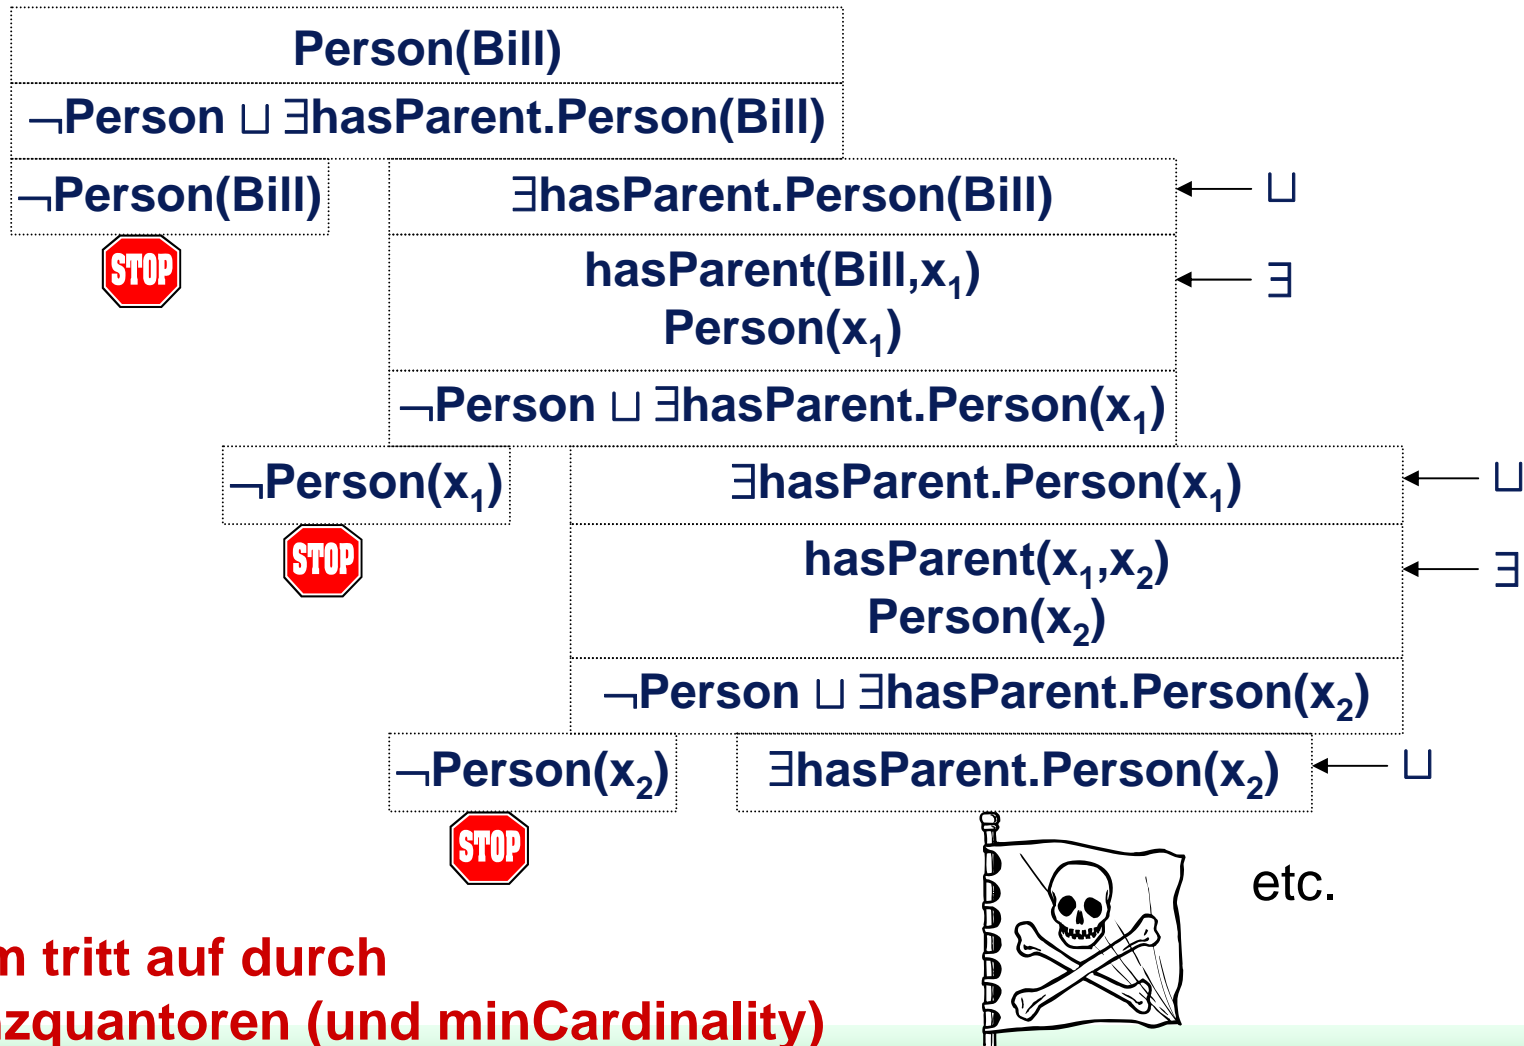 Person(Bill)
¬Person ⊔ ∃hasParent.Person(Bill)
¬Person(Bill) ∃hasParent.Person(Bill) ⊔
STOP
hasParent(Bill,x₁) ∃
Person(x₁)
¬Person ⊔ ∃hasParent.Person(x₁)
¬Person(x₁) ∃hasParent.Person(x₁) ⊔
STOP
hasParent(x₁,x₂) ∃
Person(x₂)
¬Person ⊔ ∃hasParent.Person(x₂)
¬Person(x₂) ∃hasParent.Person(x₂) ⊔
STOP
etc.
tritt auf durch
(und minCardinality)